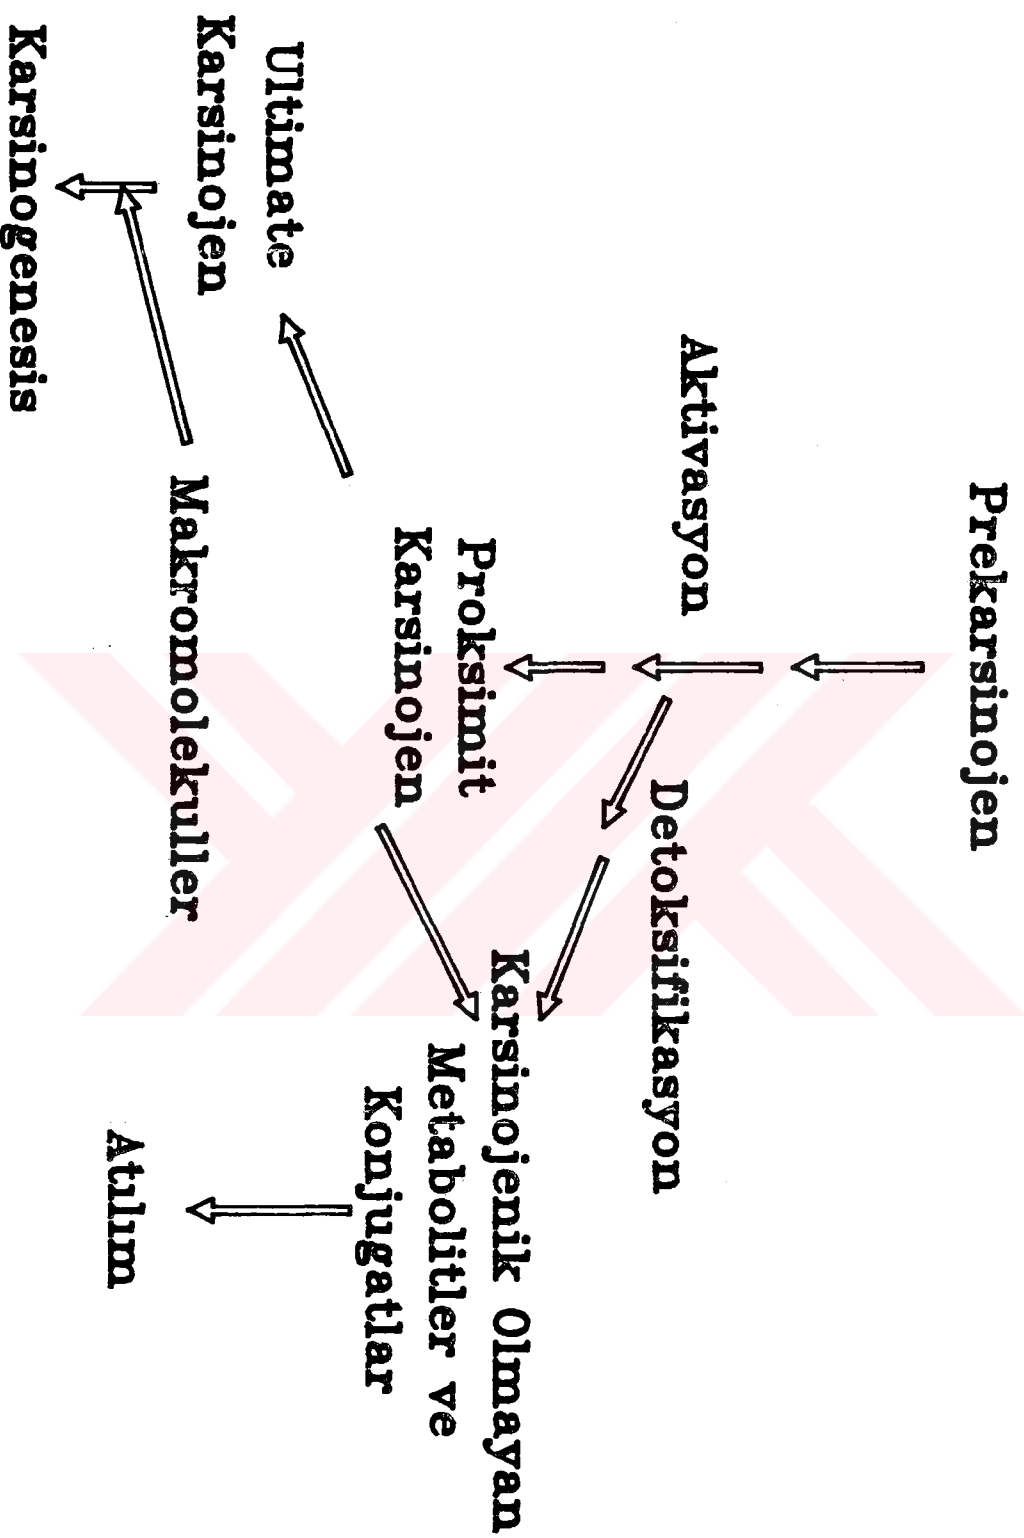 Prekarsinojen
Aktivasyon
Detoksifikasyon
Proksimit
Karsinojen
Karsinojenik Olmayan
Metabolitler ve
Konjugatlar
Ultimate
Karsinojen
Makromolekuller
Atılım
Karsinogenesis